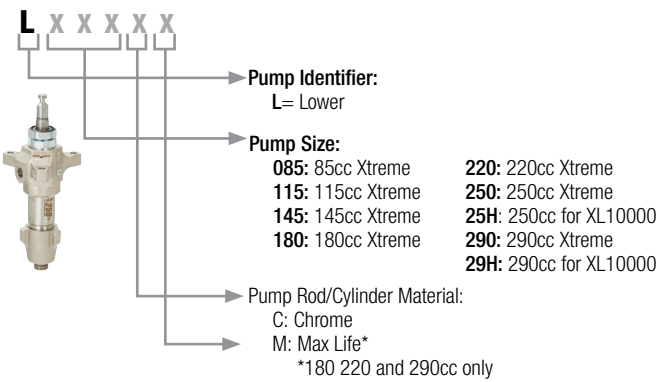 L X X X X X
Pump Identifier:
L= Lower
Pump Size:
085: 85cc Xtreme
115: 115cc Xtreme
145: 145cc Xtreme
180: 180cc Xtreme
220: 220cc Xtreme
250: 250cc Xtreme
25H: 250cc for XL10000
290: 290cc Xtreme
29H: 290cc for XL10000
Pump Rod/Cylinder Material:
C: Chrome
M: Max Life*
*180 220 and 290cc only
250